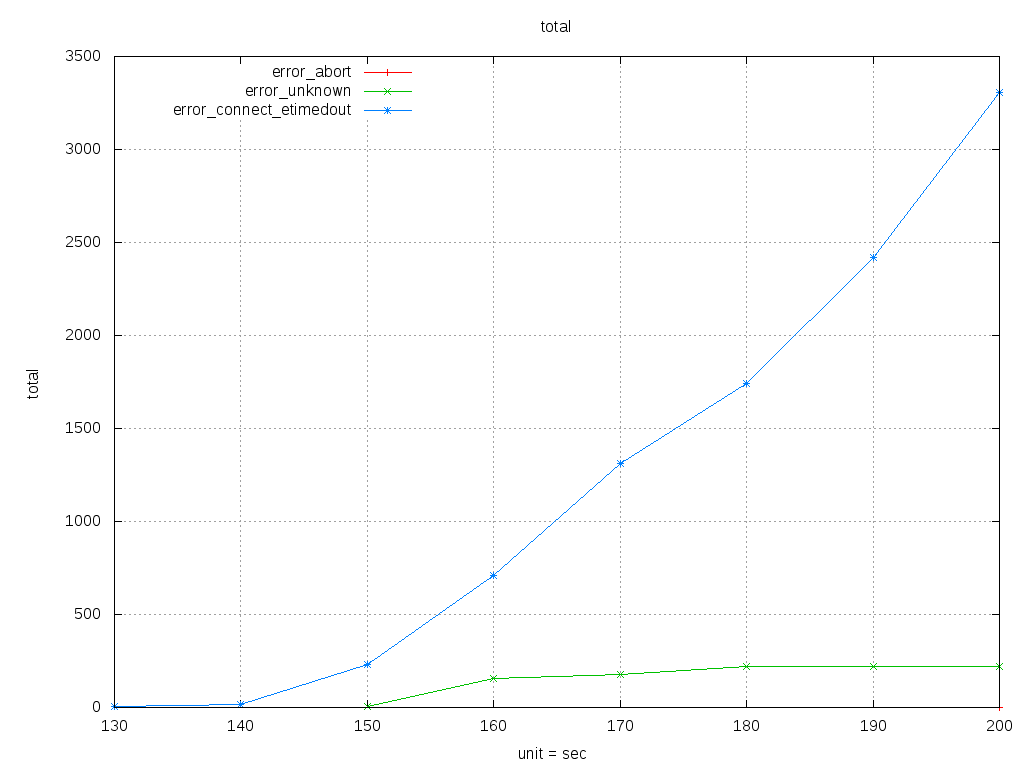 total
3500
3000
2500
2000
1500
1000
500
0
total
error_abort
error_unknown
error_connect_etimedout
130 140 150 160 170 180 190 200
unit = sec